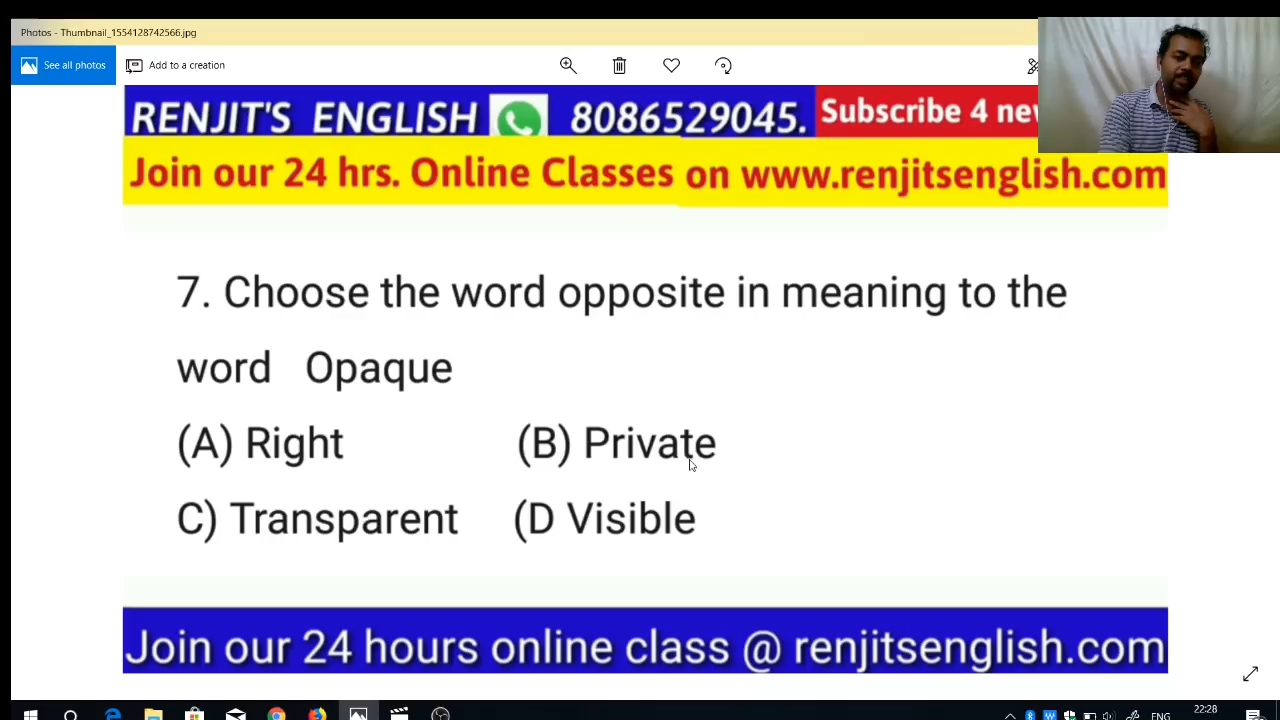 Photos - Thumbnail_1554128742566.jpg
See all photos
Add to a creation
RENJIT'S ENGLISH 8086529045. Subscribe 4 ne
Join our 24 hrs. Online Classes on www.renjitsenglish.com
7. Choose the word opposite in meaning to the
word Opaque
(A) Right (B) Private
C) Transparent (D Visible
Join our 24 hours online class @ renjitsenglish.com
ENG
22:28